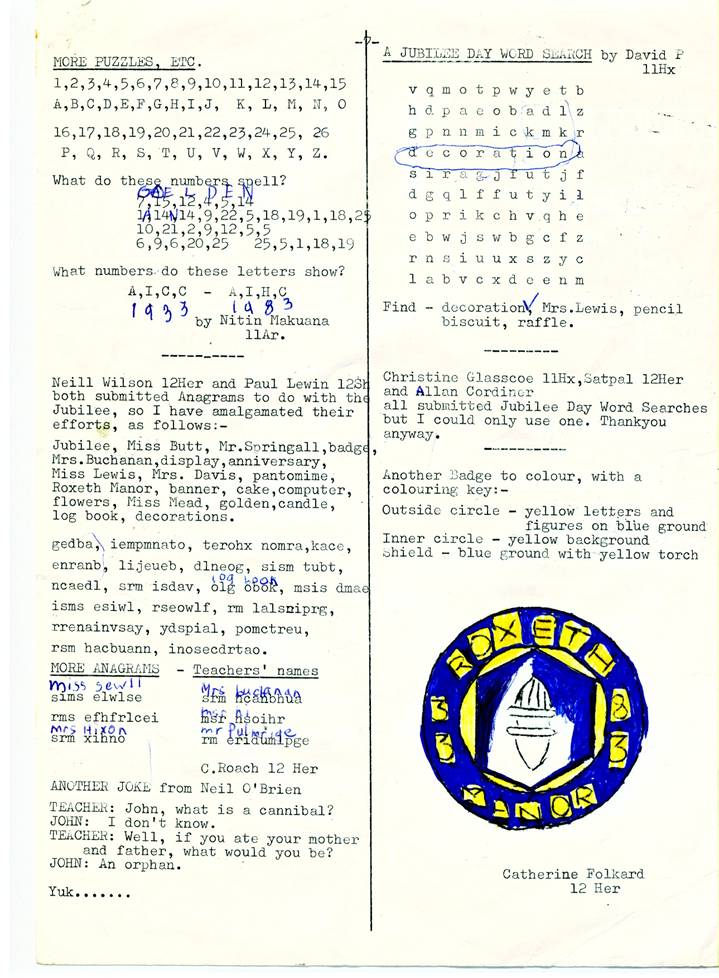 -9-
MORE PUZZLES, ETC.
1,2,3,4,5,6,7,8,9,10,11,12,13,14,15
A,B,C,D,E,F,G,H,I,J, K, L, M, N, O
16,17,18,19,20,21,22,23,24,25, 26
P, Q, R, S, T, U, V, W, X, Y, Z.
What do these numbers spell?
GOELDEN
7,15,12,4,5,14
1,14,14,9,22,5,18,19,1,18,25
10,21,2,9,12,5,5
6,9,6,20,25 25,5,1,18,19
What numbers do these letters show?
A,I,C,C - A,I,H,C
1933 1983
by Nitin Makuana
11Ar.
----------
Neill Wilson 12Her and Paul Lewin 12Sh
both submitted Anagrams to do with the
Jubilee, so I have amalgamated their
efforts, as follows:-
Jubilee, Miss Butt, Mr.Springall,badge,
Mrs.Buchanan,display,anniversary,
Miss Lewis, Mrs. Davis, pantomime,
Roxeth Manor, banner, cake,computer,
flowers, Miss Mead, golden,candle,
log book, decorations.
gedba, iempmnato, terohx nomra,kace,
enranb, lijeueb, dlneog, sism tubt,
log book
ncaedl, srm isdav, olg obok, msis dmae
isms esiwl, rseowlf, rm lalsniprg,
rrenainvsay, ydspial, pomctreu,
rsm hacbuann, inosecdrtao.
MORE ANAGRAMS - Teachers' names
miss sewll Mrs bucanan
sims elwlse srm hcanbhua
rms efhfrlcei msr hsoihr
mrs Hixon mr Pulmridge
srm xihno rm eridumlpge
C.Roach 12 Her
ANOTHER JOKE from Neil O'Brien
TEACHER: John, what is a cannibal?
JOHN: I don't know.
TEACHER: Well, if you ate your mother
and father, what would you be?
JOHN: An orphan.
Yuk.......
A JUBILEE DAY WORD SEARCH by David P
11Hx
v q m o t p w y e t b
h d p a e o b a d l z
g p n n m i c k m k r
d e c o r a t i o n a
s i r a g j f u t j f
d g q l f f u t y i l
o p r i k c h v q h e
e b w j s w b g c f z
r n s i u u x s z y c
l a b v c x d e e n m
Find - decoration, Mrs.Lewis, pencil
biscuit, raffle.
----------
Christine Glasscoe 11Hx,Satpal 12Her
and Allan Cordiner
all submitted Jubilee Day Word Searches
but I could only use one. Thankyou
anyway.
----------
Another Badge to colour, with a
colouring key:-
Outside circle - yellow letters and
figures on blue ground
Inner circle - yellow background
Shield - blue ground with yellow torch
ROXETH
33 83
MANOR
Catherine Folkard
12 Her